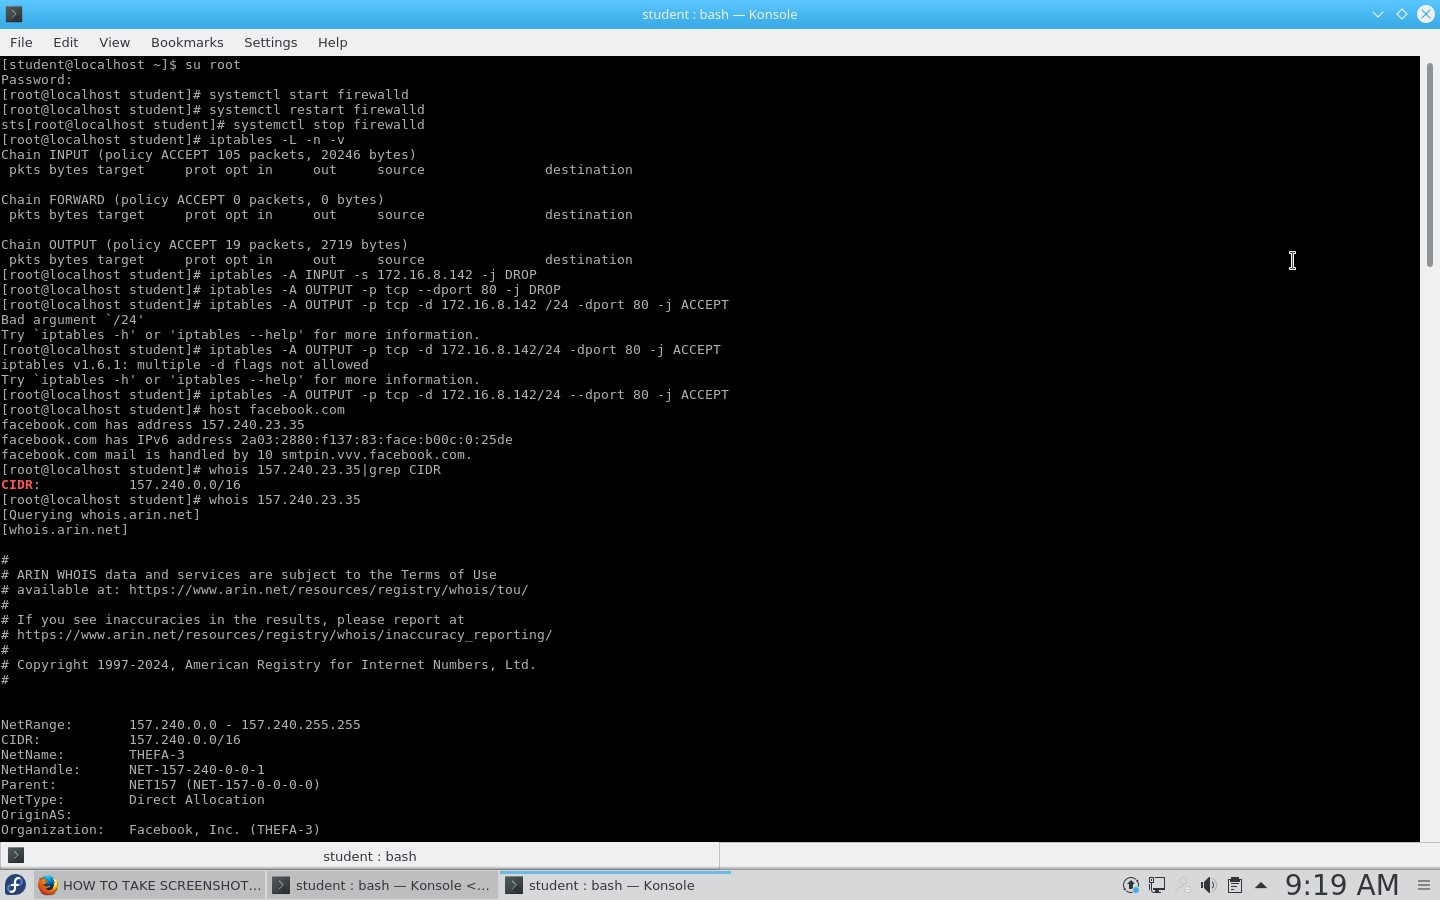 student : bash — Konsole
File Edit View Bookmarks Settings Help
[student@localhost ~]$ su root
Password:
[root@localhost student]# systemctl start firewalld
[root@localhost student]# systemctl restart firewalld
sts[root@localhost student]# systemctl stop firewalld
[root@localhost student]# iptables -L -n -v
Chain INPUT (policy ACCEPT 105 packets, 20246 bytes)
 pkts bytes target     prot opt in     out     source               destination

Chain FORWARD (policy ACCEPT 0 packets, 0 bytes)
 pkts bytes target     prot opt in     out     source               destination

Chain OUTPUT (policy ACCEPT 19 packets, 2719 bytes)
 pkts bytes target     prot opt in     out     source               destination
[root@localhost student]# iptables -A INPUT -s 172.16.8.142 -j DROP
[root@localhost student]# iptables -A OUTPUT -p tcp --dport 80 -j DROP
[root@localhost student]# iptables -A OUTPUT -p tcp -d 172.16.8.142 /24 -dport 80 -j ACCEPT
Bad argument `/24'
Try `iptables -h' or 'iptables --help' for more information.
[root@localhost student]# iptables -A OUTPUT -p tcp -d 172.16.8.142/24 -dport 80 -j ACCEPT
iptables v1.6.1: multiple -d flags not allowed
Try `iptables -h' or 'iptables --help' for more information.
[root@localhost student]# iptables -A OUTPUT -p tcp -d 172.16.8.142/24 --dport 80 -j ACCEPT
[root@localhost student]# host facebook.com
facebook.com has address 157.240.23.35
facebook.com has IPv6 address 2a03:2880:f137:83:face:b00c:0:25de
facebook.com mail is handled by 10 smtpin.vvv.facebook.com.
[root@localhost student]# whois 157.240.23.35|grep CIDR
CIDR:           157.240.0.0/16
[root@localhost student]# whois 157.240.23.35
[Querying whois.arin.net]
[whois.arin.net]

#
# ARIN WHOIS data and services are subject to the Terms of Use
# available at: https://www.arin.net/resources/registry/whois/tou/
#
# If you see inaccuracies in the results, please report at
# https://www.arin.net/resources/registry/whois/inaccuracy_reporting/
#
# Copyright 1997-2024, American Registry for Internet Numbers, Ltd.
#

NetRange:       157.240.0.0 - 157.240.255.255
CIDR:           157.240.0.0/16
NetName:        THEFA-3
NetHandle:      NET-157-240-0-0-1
Parent:         NET157 (NET-157-0-0-0-0)
NetType:        Direct Allocation
OriginAS:
Organization:   Facebook, Inc. (THEFA-3)
student : bash
HOW TO TAKE SCREENSHOT… student : bash — Konsole <… student : bash — Konsole 9:19 AM